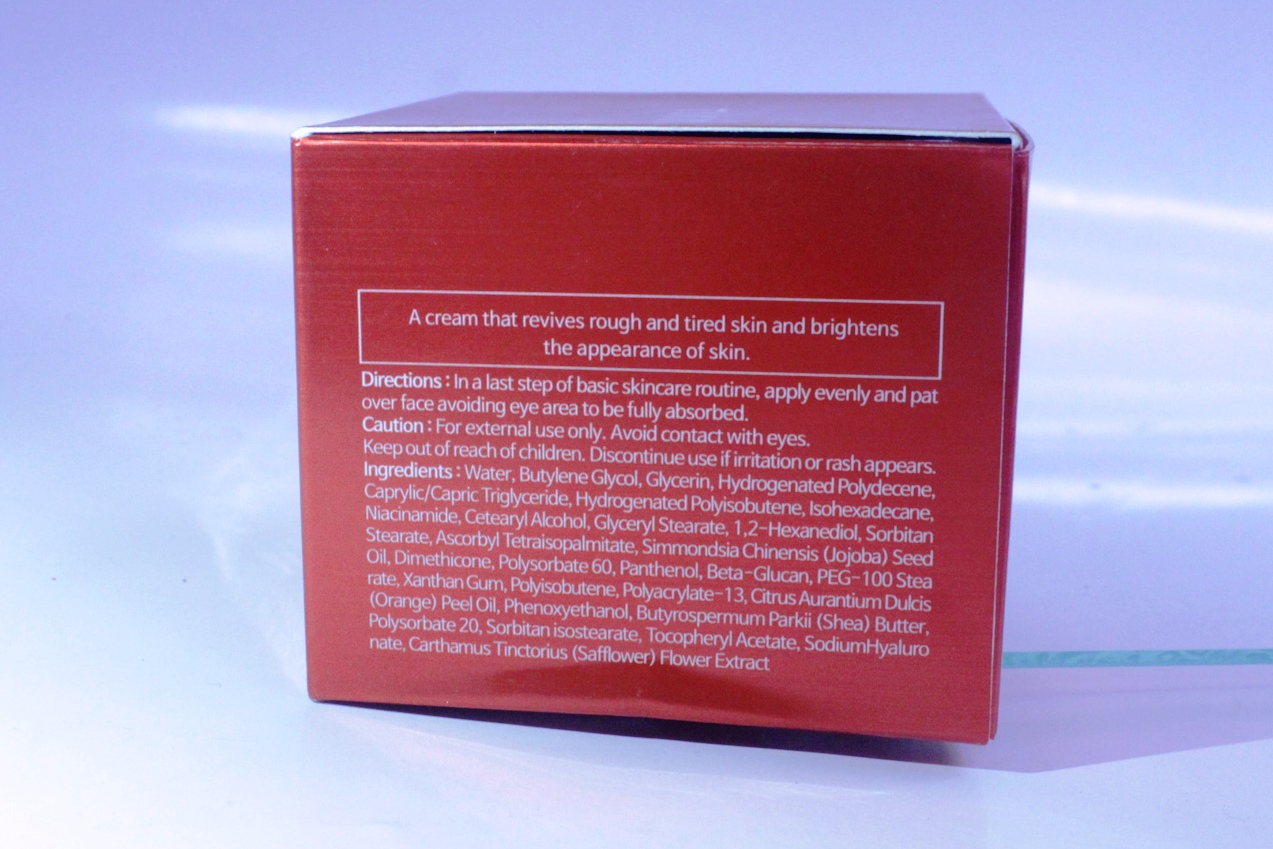 A cream that revives rough and tired skin and brightens
the appearance of skin.
Directions : In a last step of basic skincare routine, apply evenly and pat
over face avoiding eye area to be fully absorbed.
Caution : For external use only. Avoid contact with eyes.
Keep out of reach of children. Discontinue use if irritation or rash appears.
Ingredients : Water, Butylene Glycol, Glycerin, Hydrogenated Polydecene,
Caprylic/Capric Triglyceride, Hydrogenated Polyisobutene, Isohexadecane,
Niacinamide, Cetearyl Alcohol, Glyceryl Stearate, 1,2-Hexanediol, Sorbitan
Stearate, Ascorbyl Tetraisopalmitate, Simmondsia Chinensis (Jojoba) Seed
Oil, Dimethicone, Polysorbate 60, Panthenol, Beta-Glucan, PEG-100 Stea
rate, Xanthan Gum, Polyisobutene, Polyacrylate-13, Citrus Aurantium Dulcis
(Orange) Peel Oil, Phenoxyethanol, Butyrospermum Parkii (Shea) Butter,
Polysorbate 20, Sorbitan isostearate, Tocopheryl Acetate, SodiumHyaluro
nate, Carthamus Tinctorius (Safflower) Flower Extract